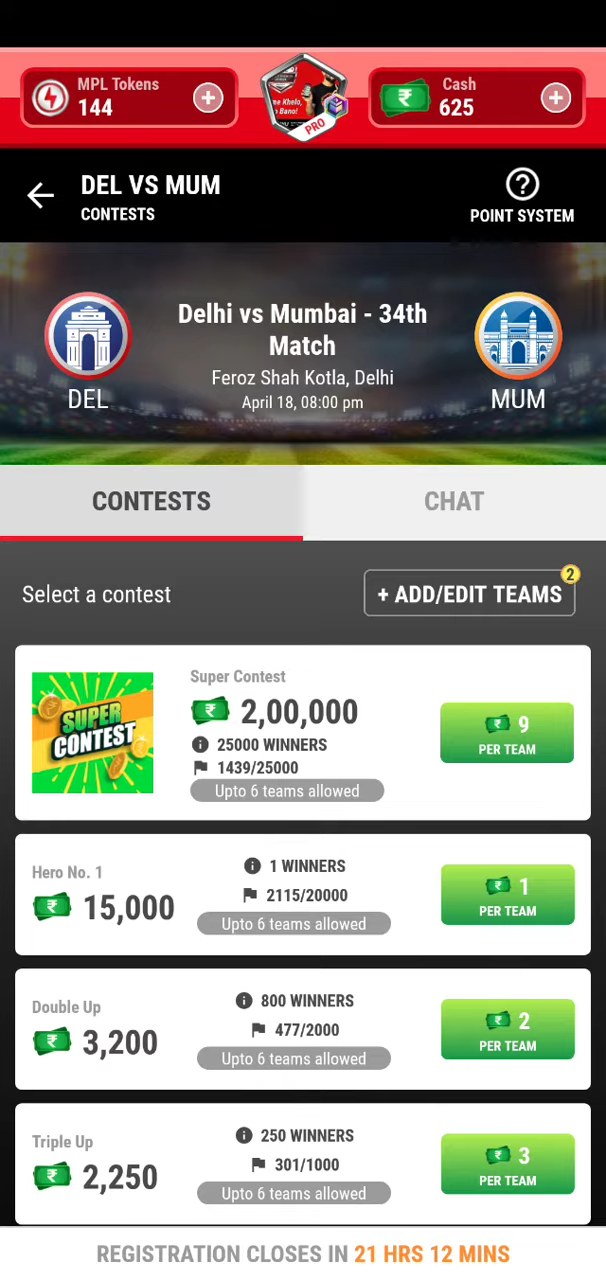 MPL Tokens
144
Cash
625
PRO
DEL VS MUM
CONTESTS
POINT SYSTEM
Delhi vs Mumbai - 34th
Match
Feroz Shah Kotla, Delhi
April 18, 08:00 pm
DEL
MUM
CONTESTS
CHAT
Select a contest
+ ADD/EDIT TEAMS
2
SUPER
CONTEST
Super Contest
2,00,000
25000 WINNERS
1439/25000
Upto 6 teams allowed
9
PER TEAM
Hero No. 1
15,000
1 WINNERS
2115/20000
Upto 6 teams allowed
1
PER TEAM
Double Up
3,200
800 WINNERS
477/2000
Upto 6 teams allowed
2
PER TEAM
Triple Up
2,250
250 WINNERS
301/1000
Upto 6 teams allowed
3
PER TEAM
REGISTRATION CLOSES IN 21 HRS 12 MINS